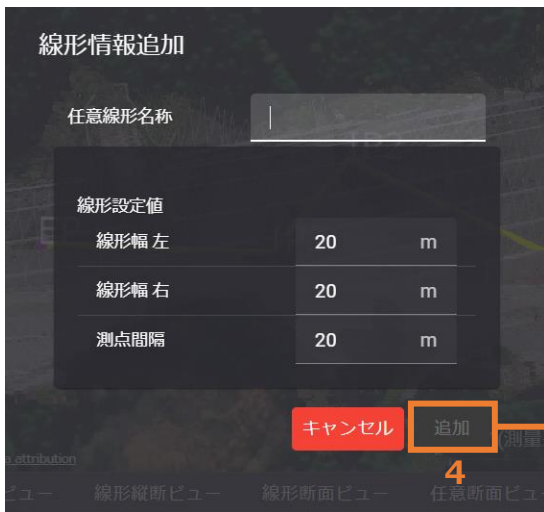 線形情報追加
任意線形名称
線形設定値
線形幅 左 20 m
線形幅 右 20 m
測点間隔 20 m
キャンセル 追加
(測量
4
a attribution
ビュー 線形縦断ビュー 線形断面ビュー 任意断面ビュー